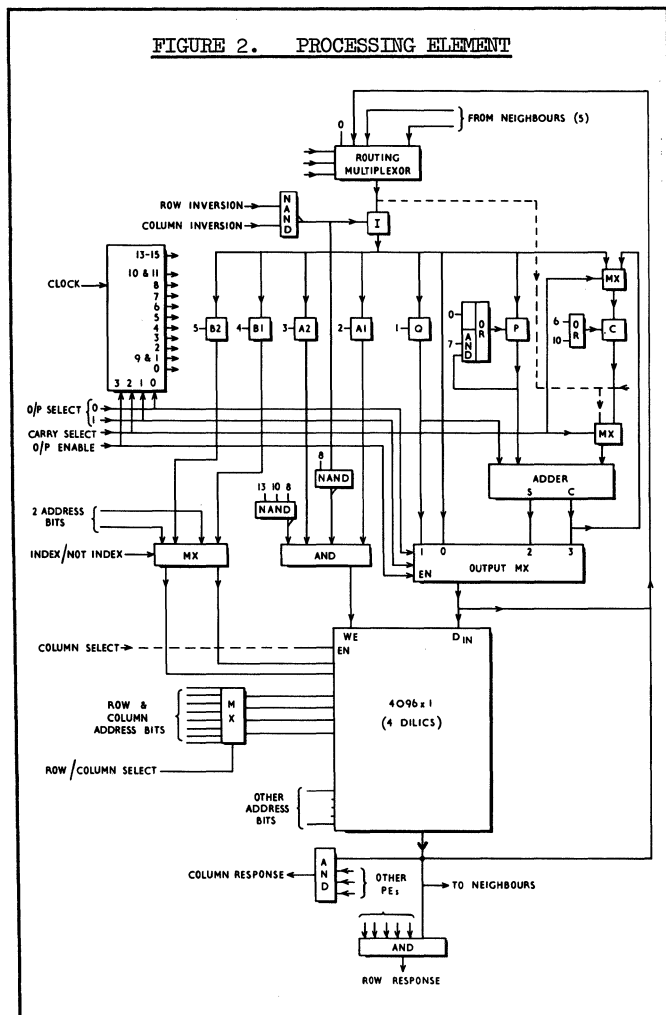 FIGURE 2. PROCESSING ELEMENT
0
FROM NEIGHBOURS (5)
ROUTING
MULTIPLEXOR
ROW INVERSION
COLUMN INVERSION
NAND
I
CLOCK
13-15
10 & 11
8
7
6
5
4
3
2
9 & 1
0
3 2 1 0
5 B2
4 B1
3 A2
2 A1
1 Q
0
7
AND
OR
P
6
10
OR
C
MX
MX
O/P SELECT
0
1
CARRY SELECT
O/P ENABLE
8
NAND
13 10 8
NAND
ADDER
S C
2 ADDRESS
BITS
INDEX/NOT INDEX
MX
AND
1 0 2 3
EN
OUTPUT MX
COLUMN SELECT
WE
EN
D IN
4096 x 1
(4 DILICS)
ROW &
COLUMN
ADDRESS BITS
MX
ROW/COLUMN SELECT
OTHER
ADDRESS
BITS
COLUMN RESPONSE
AND
OTHER
PEs
TO NEIGHBOURS
AND
ROW RESPONSE